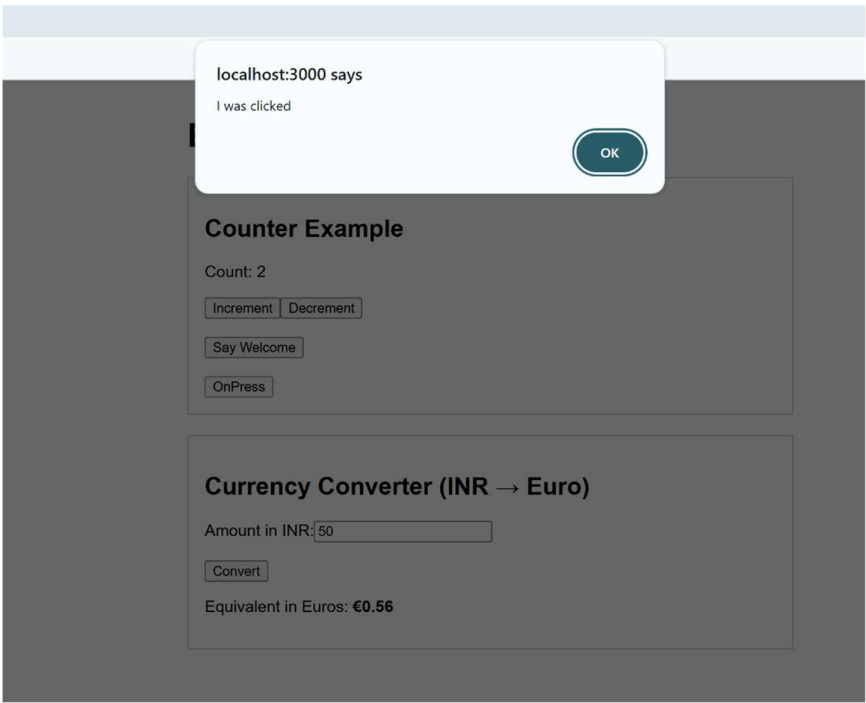 localhost:3000 says
I was clicked
OK
Counter Example
Count: 2
Increment Decrement
Say Welcome
OnPress
Currency Converter (INR → Euro)
Amount in INR: 50
Convert
Equivalent in Euros: €0.56